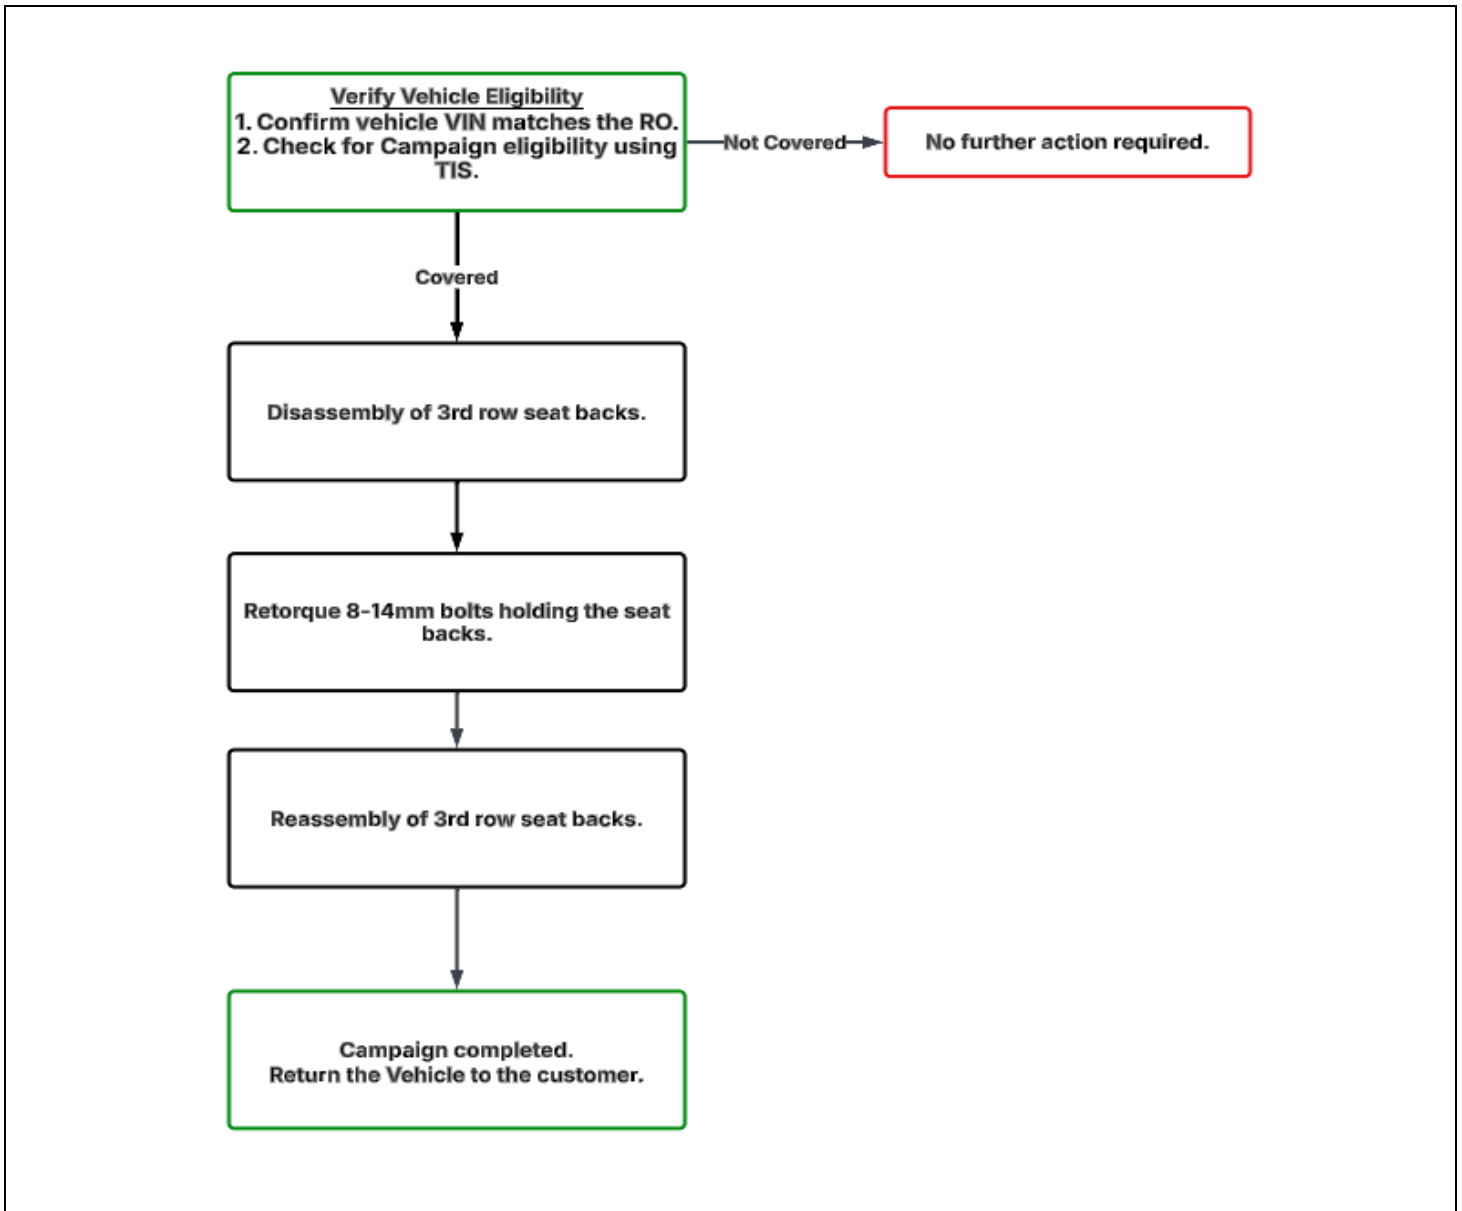 Verify Vehicle Eligibility
1. Confirm vehicle VIN matches the RO.
2. Check for Campaign eligibility using
TIS.
Not Covered
No further action required.
Covered
Disassembly of 3rd row seat backs.
Retorque 8-14mm bolts holding the seat
backs.
Reassembly of 3rd row seat backs.
Campaign completed.
Return the Vehicle to the customer.